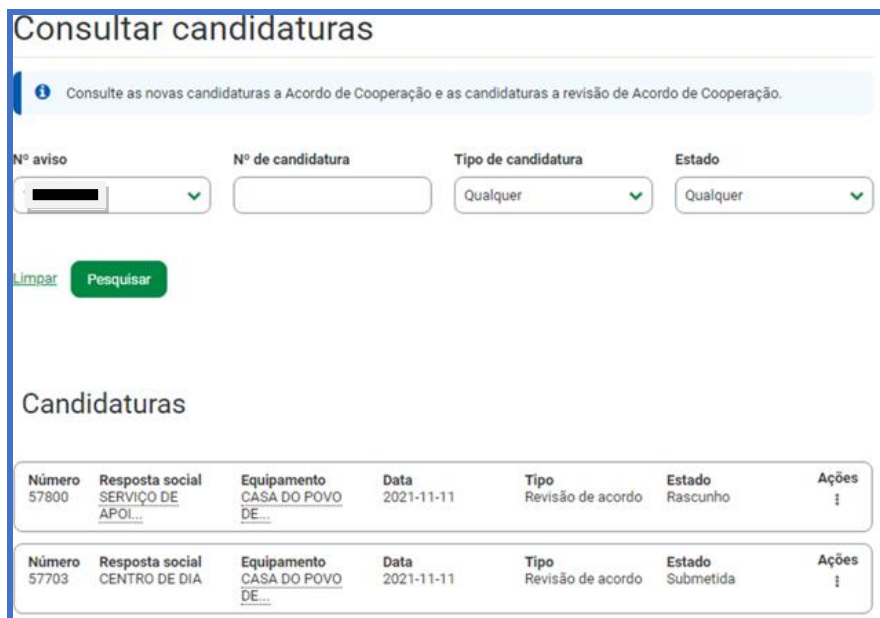 Consultar candidaturas
Consulte as novas candidaturas a Acordo de Cooperação e as candidaturas a revisão de Acordo de Cooperação.
Nº aviso Nº de candidatura Tipo de candidatura Estado
Qualquer Qualquer
Limpar Pesquisar
Candidaturas
Número Resposta social Equipamento Data Tipo Estado Ações
57800 SERVIÇO DE CASA DO POVO 2021-11-11 Revisão de acordo Rascunho
APOI... DE...
Número Resposta social Equipamento Data Tipo Estado Ações
57703 CENTRO DE DIA CASA DO POVO 2021-11-11 Revisão de acordo Submetida
DE...